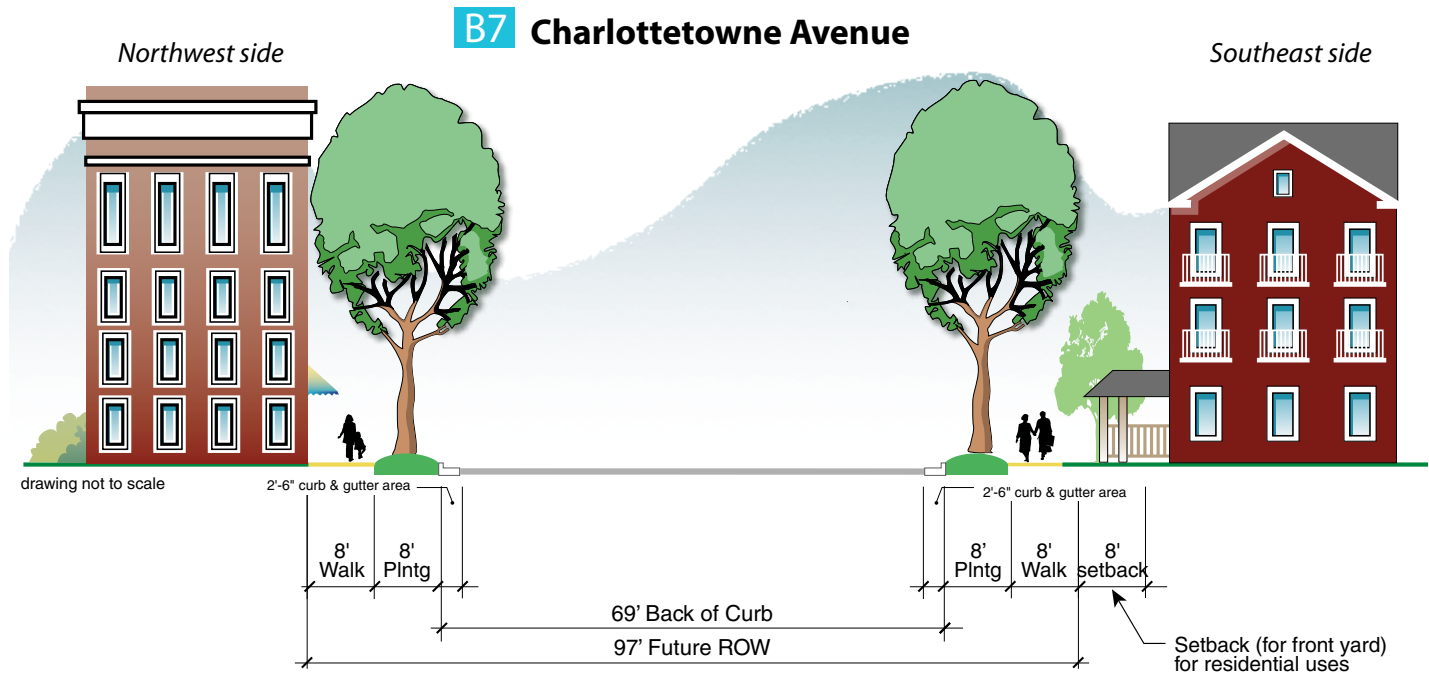 B7 Charlottetowne Avenue
Northwest side
Southeast side
drawing not to scale
2'-6" curb & gutter area
2'-6" curb & gutter area
8'
Walk
8'
Plntg
8’
Plntg
8'
Walk
8'
setback
69’ Back of Curb
97’ Future ROW
Setback (for front yard)
for residential uses